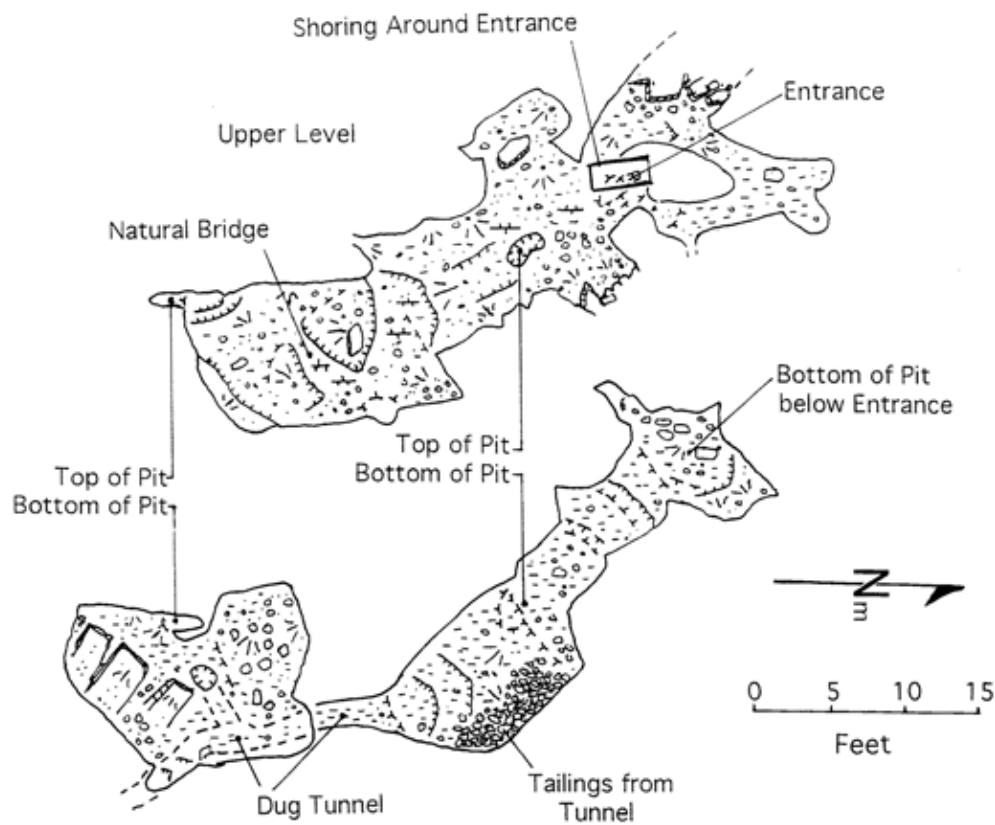 Shoring Around Entrance
Entrance
Upper Level
Natural Bridge
Bottom of Pit
below Entrance
Top of Pit
Bottom of Pit
Top of Pit
Bottom of Pit
N
m
0 5 10 15
Feet
Dug Tunnel
Tailings from
Tunnel